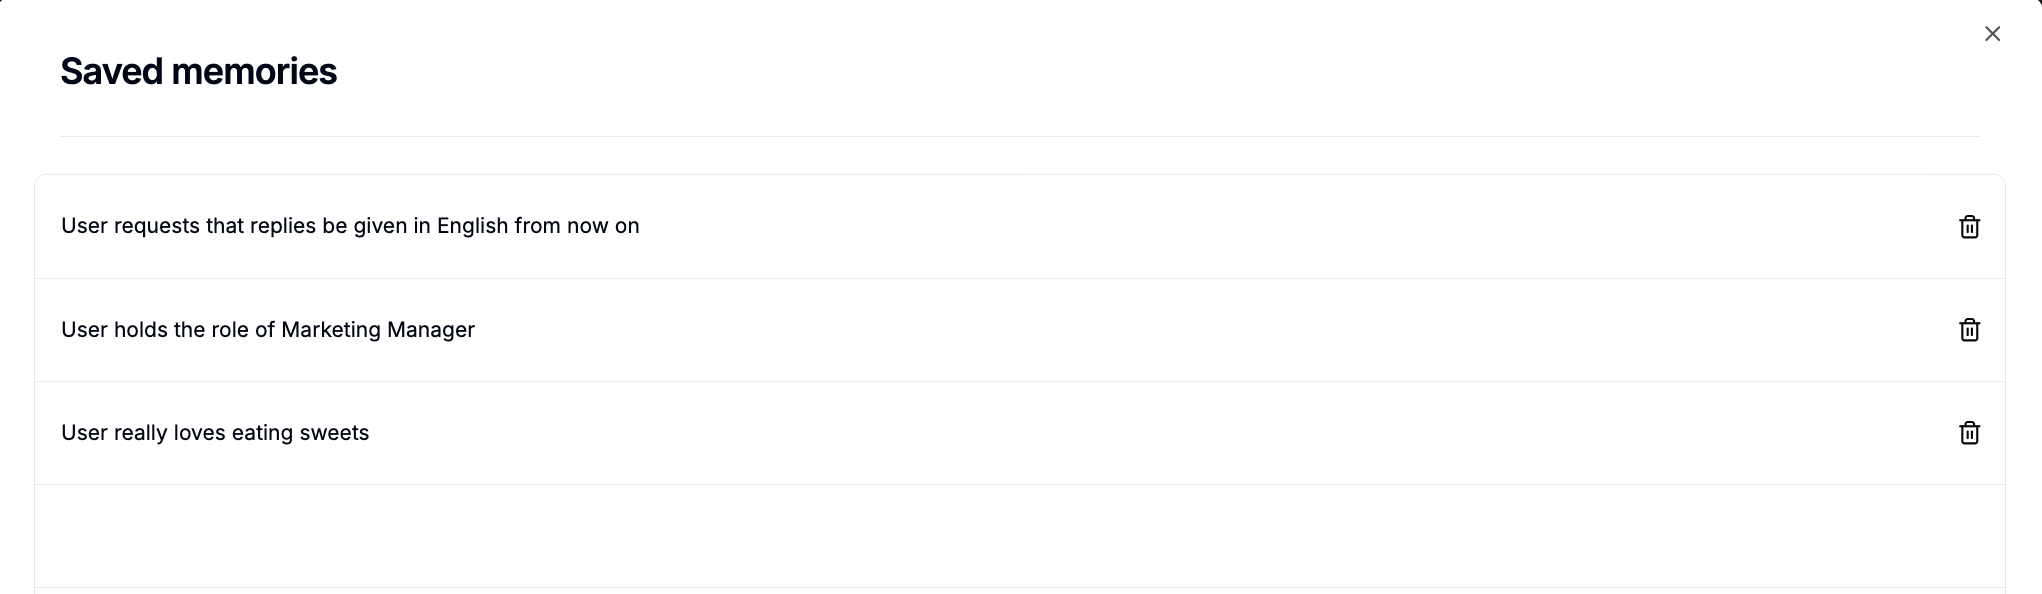 Saved memories
User requests that replies be given in English from now on
User holds the role of Marketing Manager
User really loves eating sweets